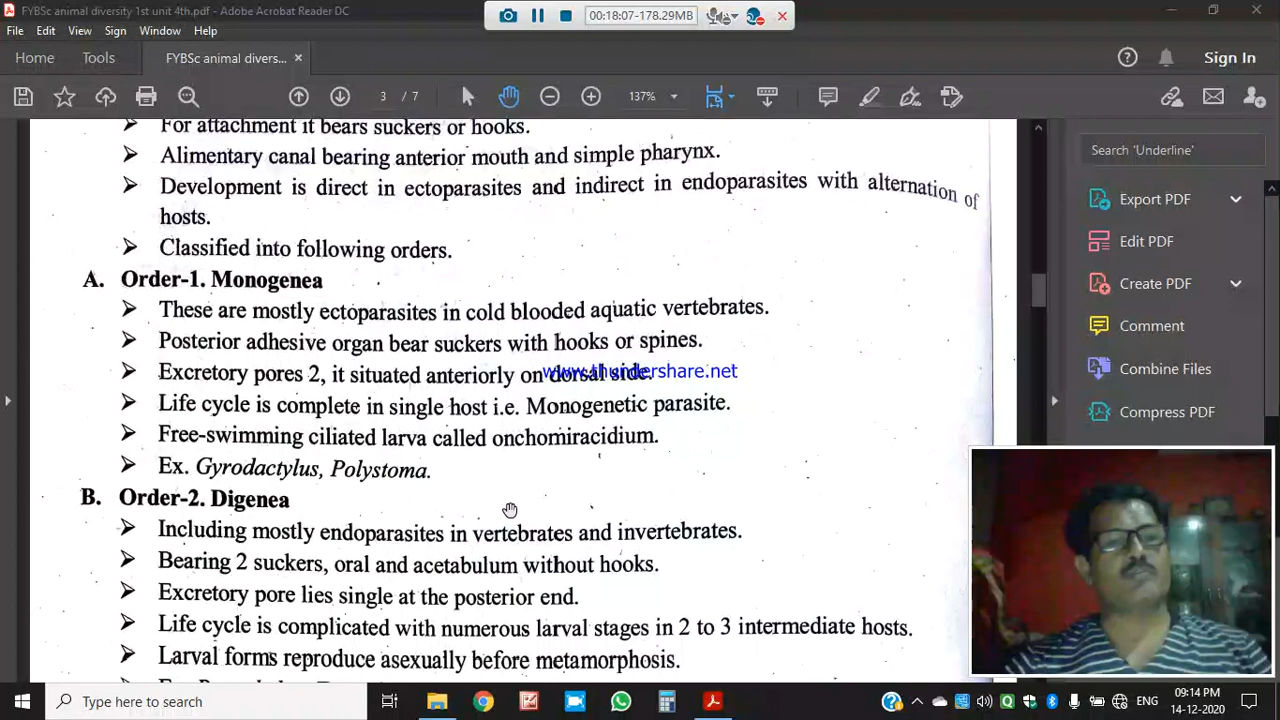 FYBSc animal diversity 1st unit 4th.pdf - Adobe Acrobat Reader DC
00:18:07-178.29MB
File Edit View Sign Window Help
Home Tools FYBSc animal divers... × Sign In
3 / 7 137%
For attachment it bears suckers or hooks.
Alimentary canal bearing anterior mouth and simple pharynx.
Development is direct in ectoparasites and indirect in endoparasites with alternation of
hosts.
Classified into following orders.
A. Order-1. Monogenea
These are mostly ectoparasites in cold blooded aquatic vertebrates.
Posterior adhesive organ bear suckers with hooks or spines.
Excretory pores 2, it situated anteriorly on dorsal side.
www.thundershare.net
Life cycle is complete in single host i.e. Monogenetic parasite.
Free-swimming ciliated larva called onchomiracidium.
Ex. Gyrodactylus, Polystoma.
B. Order-2. Digenea
Including mostly endoparasites in vertebrates and invertebrates.
Bearing 2 suckers, oral and acetabulum without hooks.
Excretory pore lies single at the posterior end.
Life cycle is complicated with numerous larval stages in 2 to 3 intermediate hosts.
Larval forms reproduce asexually before metamorphosis.
Search 'Underline'
Export PDF
Edit PDF
Create PDF
Comment
Combine Files
Compress PDF
Type here to search
ENG
09:14 PM
14-12-2020